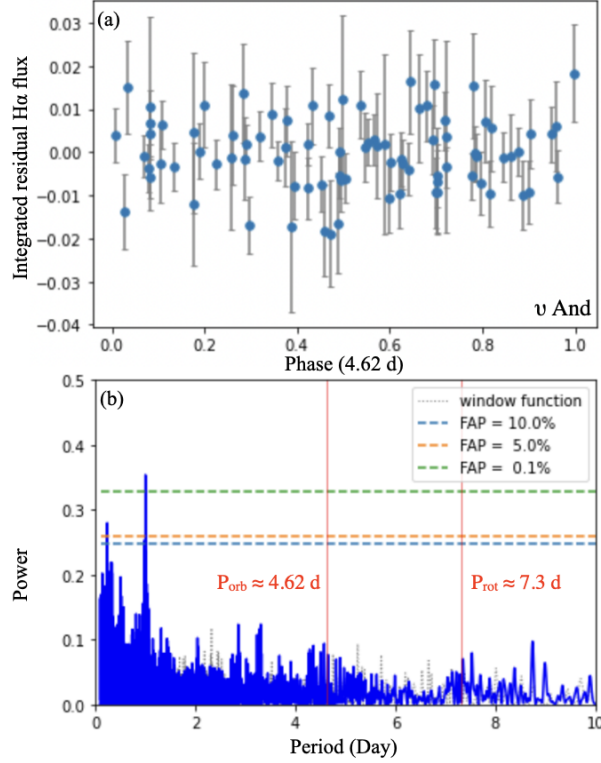 (a)
0.03
0.02
0.01
0.00
−0.01
−0.02
−0.03
−0.04
Integrated residual Hα flux
υ And
0.0 0.2 0.4 0.6 0.8 1.0
Phase (4.62 d)
(b)
0.5
0.4
0.3
0.2
0.1
0.0
Power
window function
FAP = 10.0%
FAP = 5.0%
FAP = 0.1%
Porb ≈ 4.62 d
Prot ≈ 7.3 d
0 2 4 6 8 10
Period (Day)